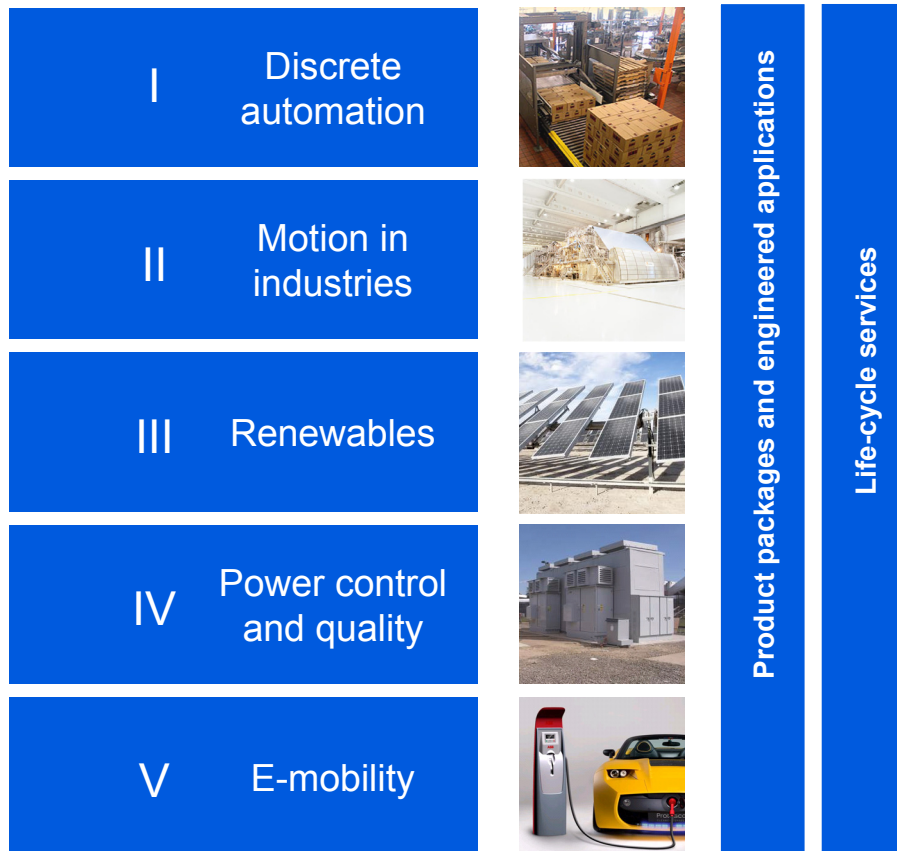 I
Discrete
automation
II
Motion in
industries
III
Renewables
IV
Power control
and quality
V
E-mobility
Product packages and engineered applications
Life-cycle services